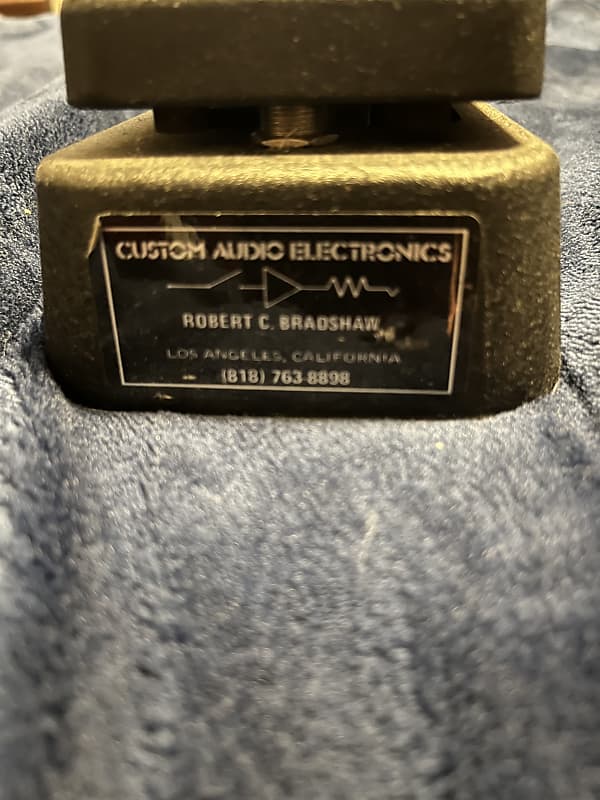 CUSTOM AUDIO ELECTRONICS
ROBERT C. BRADSHAW
LOS ANGELES, CALIFORNIA
(818) 763-8898